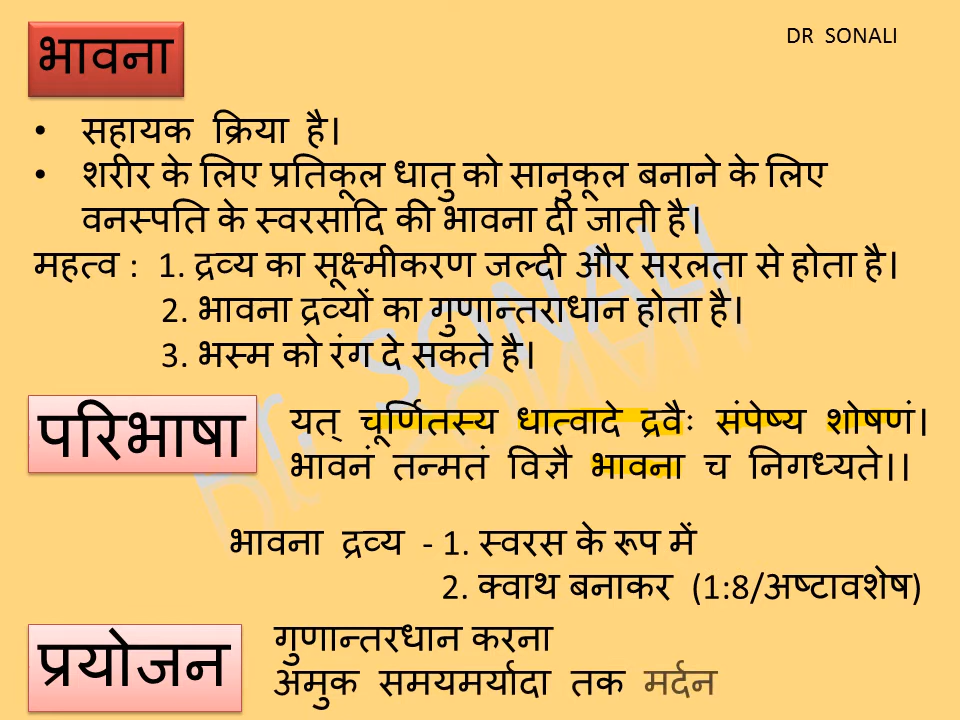 भावना
DR SONALI
• सहायक क्रिया है।
• शरीर के लिए प्रतिकूल धातु को सानुकूल बनाने के लिए
वनस्पति के स्वरसादि की भावना दी जाती है।
महत्व : 1. द्रव्य का सूक्ष्मीकरण जल्दी और सरलता से होता है।
2. भावना द्रव्यों का गुणान्तराधान होता है।
3. भस्म को रंग दे सकते है।
परिभाषा
यत् चूर्णितस्य धात्वादे द्रवैः संपेष्य शोषणं।
भावनं तन्मतं विज्ञै भावना च निगध्यते।।
भावना द्रव्य - 1. स्वरस के रूप में
2. क्वाथ बनाकर (1:8/अष्टावशेष)
प्रयोजन
गुणान्तरधान करना
अमुक समयमर्यादा तक मर्दन
Dr. SONALI